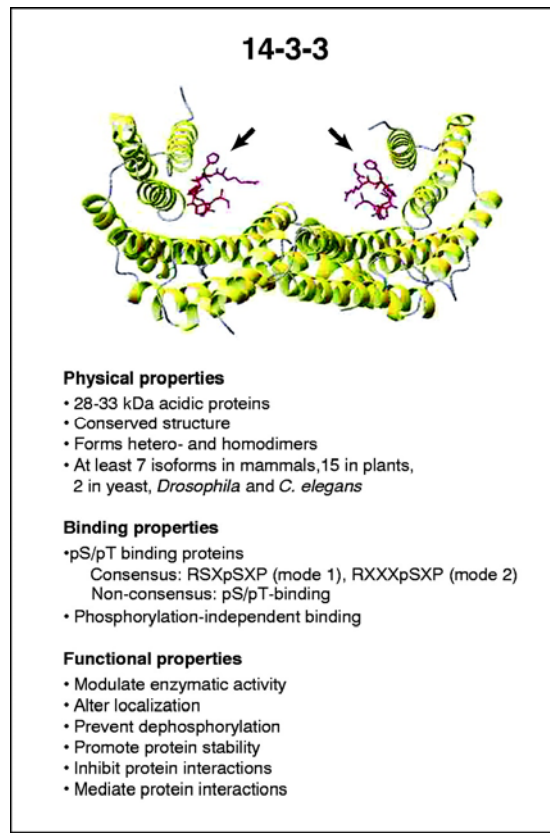 14-3-3
Physical properties
• 28-33 kDa acidic proteins
• Conserved structure
• Forms hetero- and homodimers
• At least 7 isoforms in mammals,15 in plants,
2 in yeast, Drosophila and C. elegans
Binding properties
•pS/pT binding proteins
Consensus: RSXpSXP (mode 1), RXXXpSXP (mode 2)
Non-consensus: pS/pT-binding
• Phosphorylation-independent binding
Functional properties
• Modulate enzymatic activity
• Alter localization
• Prevent dephosphorylation
• Promote protein stability
• Inhibit protein interactions
• Mediate protein interactions